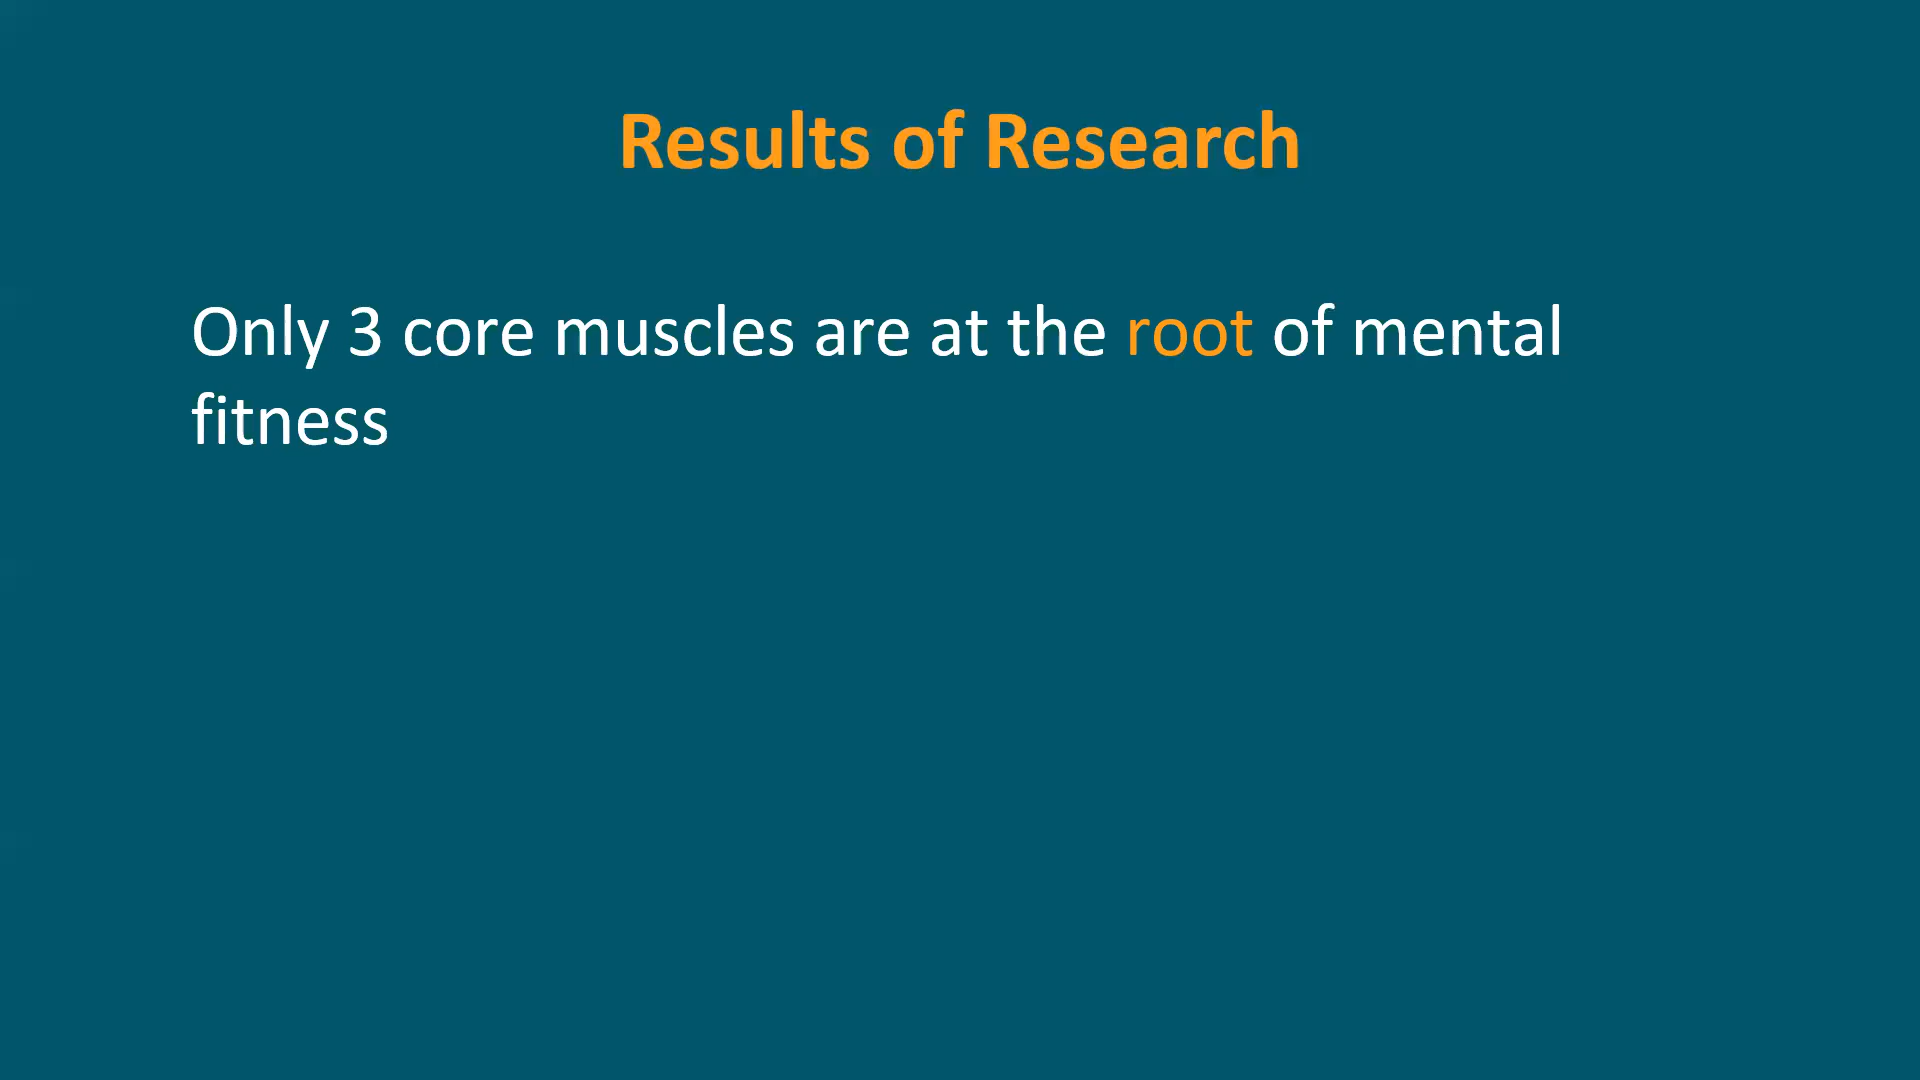 Results of Research
Only 3 core muscles are at the root of mental
fitness